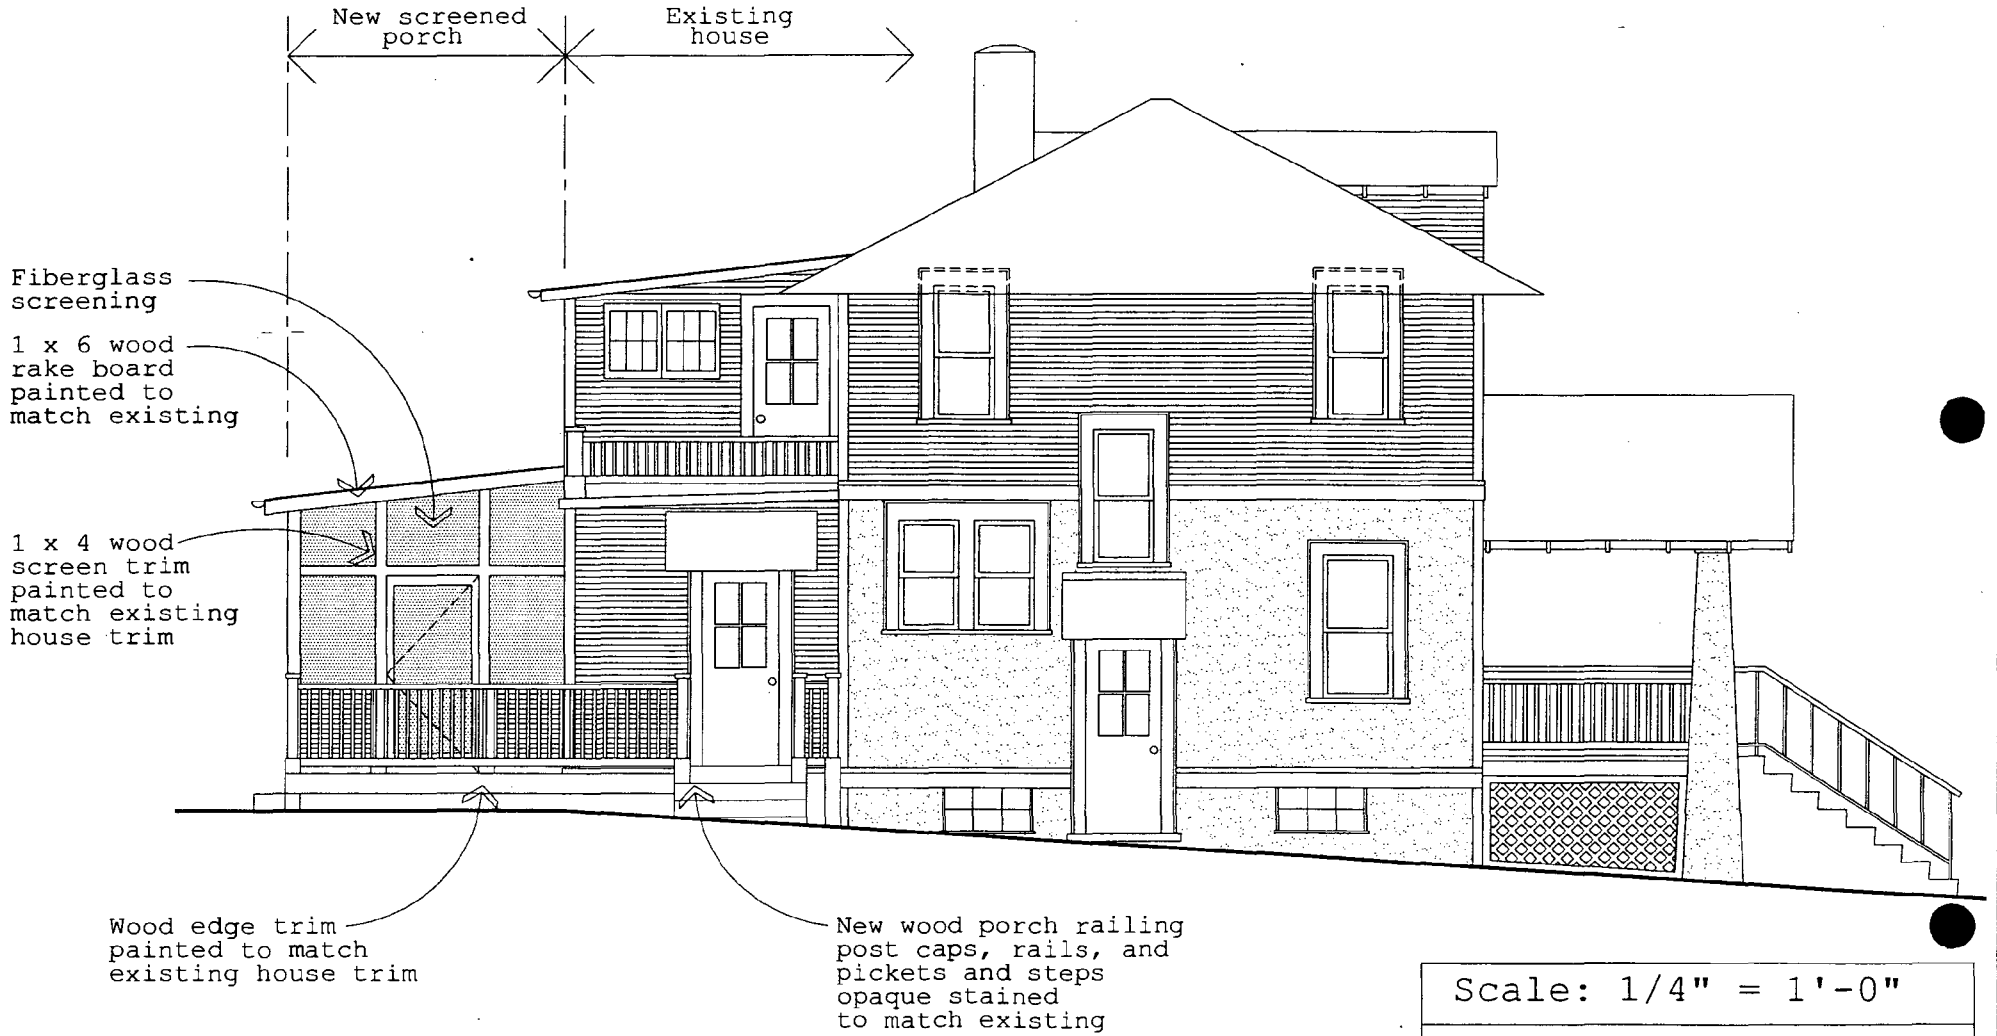 New screened
porch
Existing
house
Fiberglass
screening
1 x 6 wood
rake board
painted to
match existing
1 x 4 wood
screen trim
painted to
match existing
house trim
Wood edge trim
painted to match
existing house trim
New wood porch railing
post caps, rails, and
pickets and steps
opaque stained
to match existing
Scale: 1/4" = 1'-0"